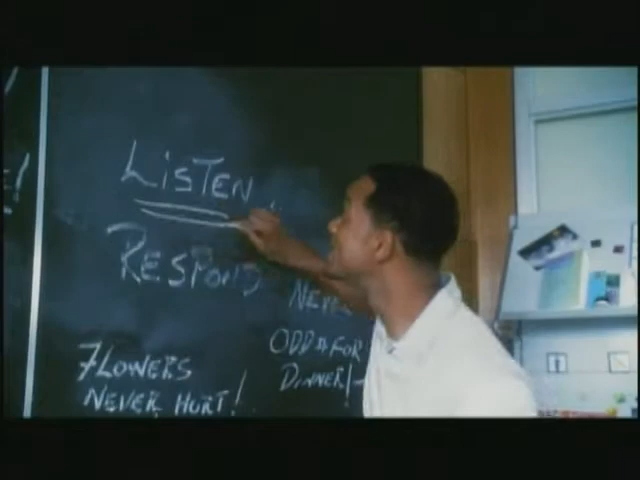 LISTEN
RESPOND
NEVER
ODD # FOR
DINNER!
FLOWERS
NEVER HURT!